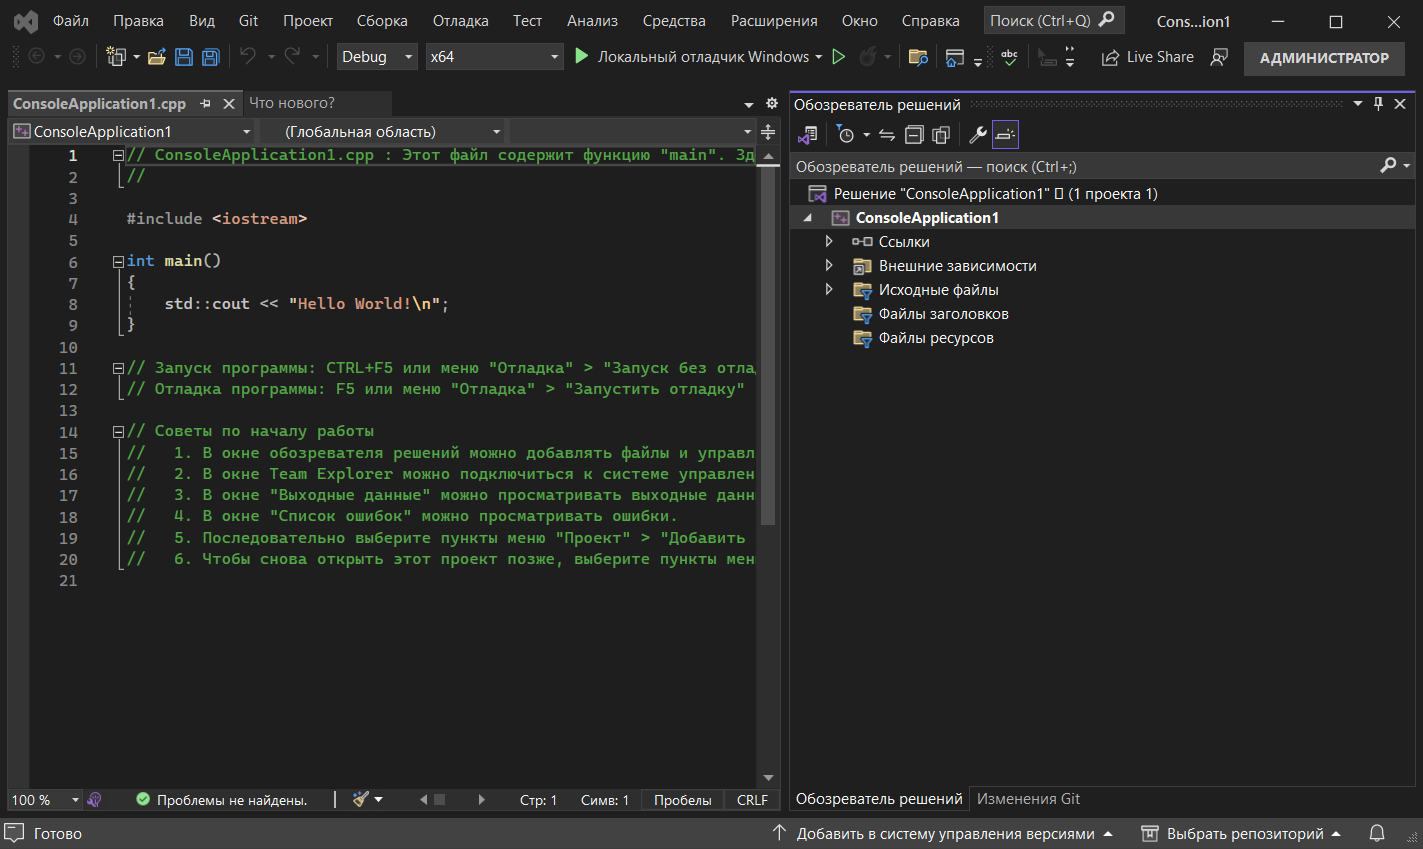 Файл Правка Вид Git Проект Сборка Отладка Тест Анализ Средства Расширения Окно Справка Поиск (Ctrl+Q) Cons...ion1
Debug x64 Локальный отладчик Windows abc Live Share АДМИНИСТРАТОР
ConsoleApplication1.cpp Что нового?
ConsoleApplication1 (Глобальная область)
1 // ConsoleApplication1.cpp : Этот файл содержит функцию "main". Зд
2 //
3
4 #include <iostream>
5
6 int main()
7 {
8 std::cout << "Hello World!\n";
9 }
10
11 // Запуск программы: CTRL+F5 или меню "Отладка" > "Запуск без отла
12 // Отладка программы: F5 или меню "Отладка" > "Запустить отладку"
13
14 // Советы по началу работы
15 // 1. В окне обозревателя решений можно добавлять файлы и управл
16 // 2. В окне Team Explorer можно подключиться к системе управлен
17 // 3. В окне "Выходные данные" можно просматривать выходные данн
18 // 4. В окне "Список ошибок" можно просматривать ошибки.
19 // 5. Последовательно выберите пункты меню "Проект" > "Добавить
20 // 6. Чтобы снова открыть этот проект позже, выберите пункты мен
21
100 % Проблемы не найдены. Стр: 1 Симв: 1 Пробелы CRLF
Обозреватель решений
Обозреватель решений — поиск (Ctrl+;)
Решение "ConsoleApplication1" ▯ (1 проекта 1)
ConsoleApplication1
Ссылки
Внешние зависимости
Исходные файлы
Файлы заголовков
Файлы ресурсов
Обозреватель решений Изменения Git
Готово Добавить в систему управления версиями Выбрать репозиторий